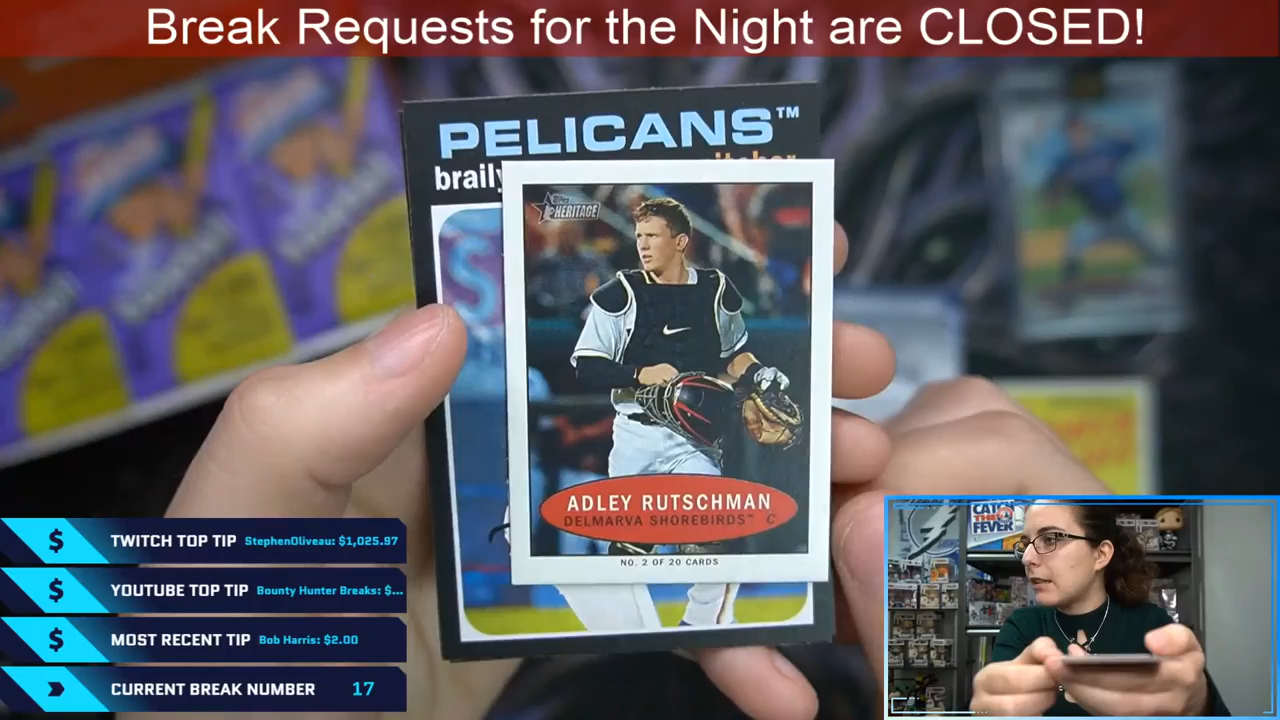 Break Requests for the Night are CLOSED!
PELICANS™
braily
Topps
HERITAGE
ADLEY RUTSCHMAN
DELMARVA SHOREBIRDS™ C
NO. 2 OF 20 CARDS
TWITCH TOP TIP StephenOliveau: $1,025.97
YOUTUBE TOP TIP Bounty Hunter Breaks: $...
MOST RECENT TIP Bob Harris: $2.00
CURRENT BREAK NUMBER 17
CATCH
THE
FEVER